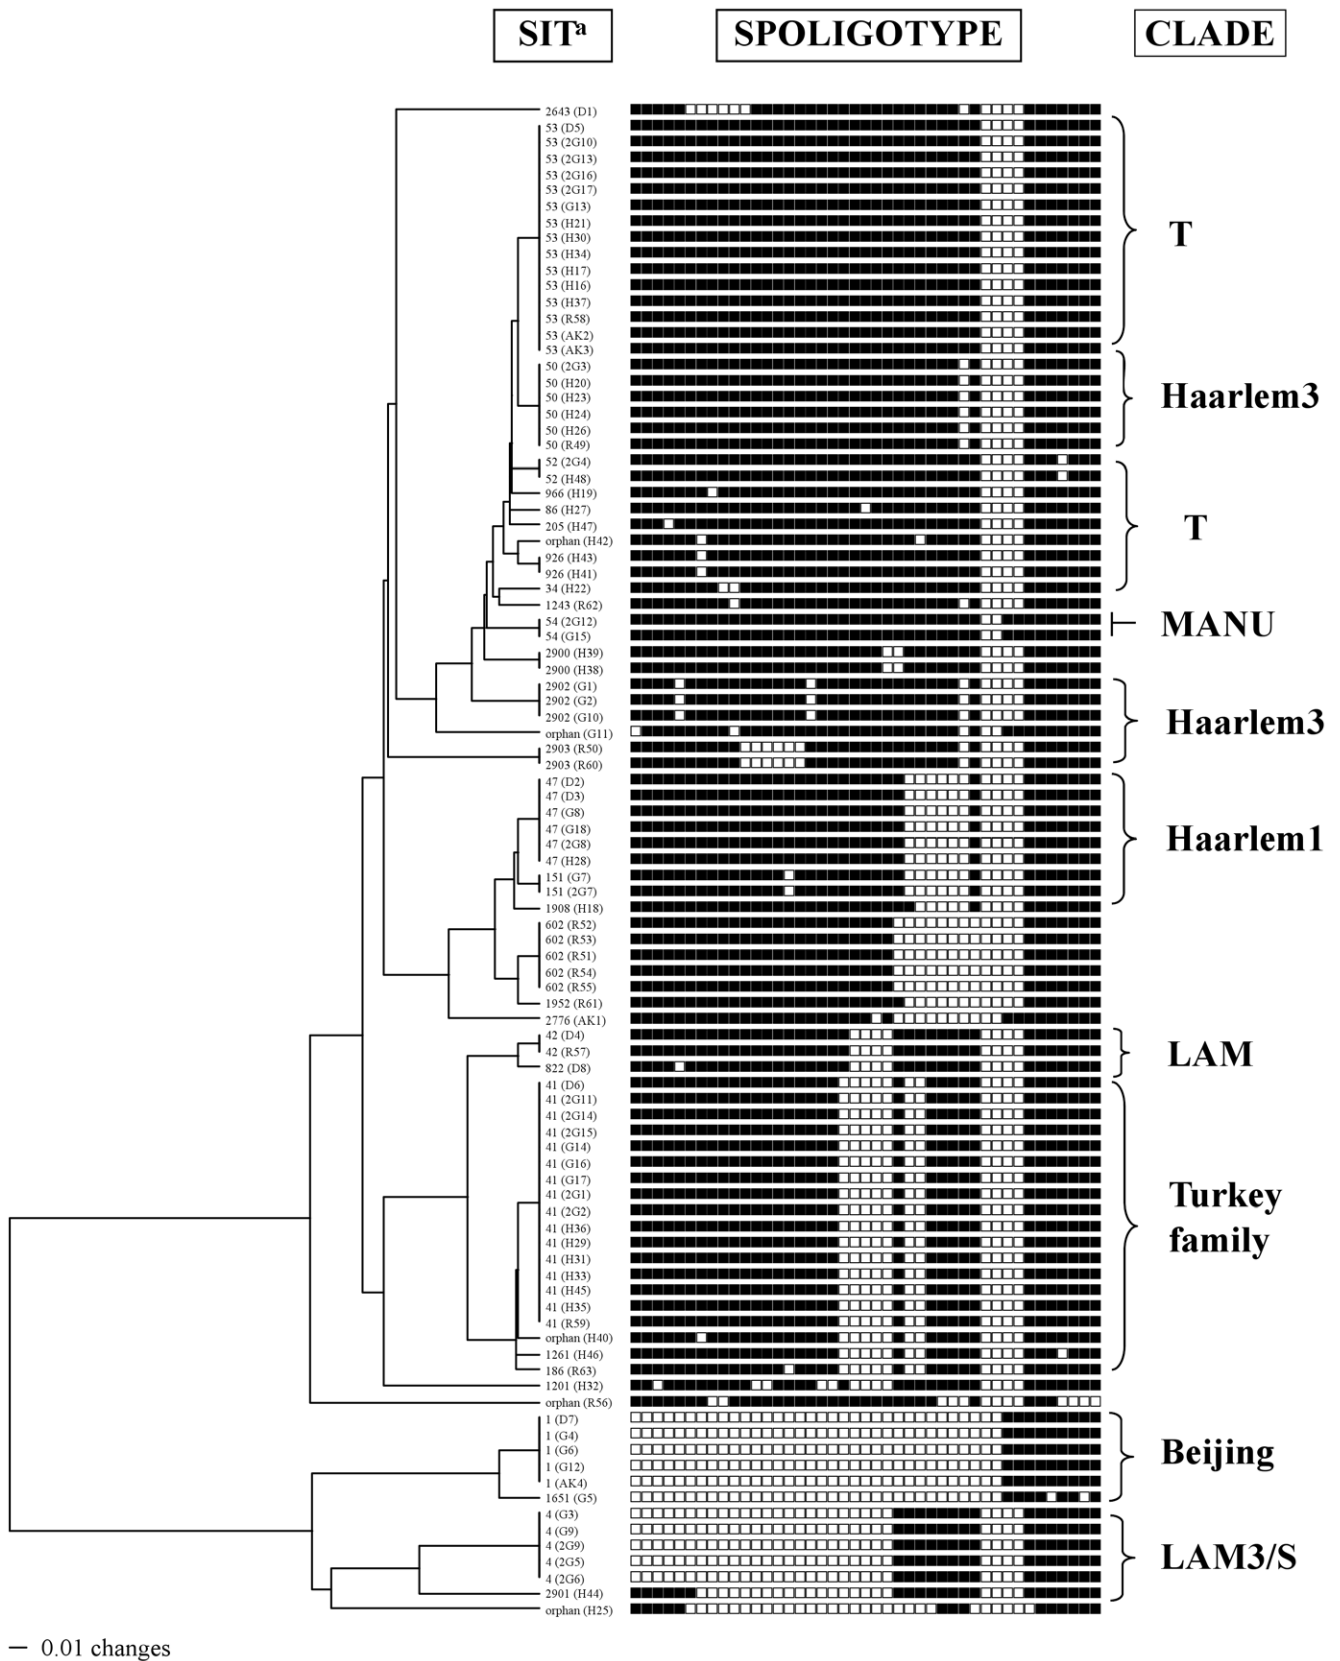 SITª SPOLIGOTYPE CLADE
2643 (D1)
53 (D5)
53 (2G10)
53 (2G13)
53 (2G16)
53 (2G17)
53 (G13)
53 (H21)
53 (H30)
53 (H34)
53 (H17)
53 (H16)
53 (H37)
53 (R58)
53 (AK2)
53 (AK3)
T
50 (2G3)
50 (H20)
50 (H23)
50 (H24)
50 (H26)
50 (R49)
Haarlem3
52 (2G4)
52 (H48)
966 (H19)
86 (H27)
205 (H47)
orphan (H42)
926 (H43)
926 (H41)
34 (H22)
T
1243 (R62)
54 (2G12)
54 (G15)
MANU
2900 (H39)
2900 (H38)
2902 (G1)
2902 (G2)
2902 (G10)
orphan (G11)
2903 (R50)
2903 (R60)
Haarlem3
47 (D2)
47 (D3)
47 (G8)
47 (G18)
47 (2G8)
47 (H28)
151 (G7)
151 (2G7)
1908 (H18)
Haarlem1
602 (R52)
602 (R53)
602 (R51)
602 (R54)
602 (R55)
1952 (R61)
2776 (AK1)
42 (D4)
42 (R57)
822 (D8)
LAM
41 (D6)
41 (2G11)
41 (2G14)
41 (2G15)
41 (G14)
41 (G16)
41 (G17)
41 (2G1)
41 (2G2)
41 (H36)
41 (H29)
41 (H31)
41 (H33)
41 (H45)
41 (H35)
41 (R59)
orphan (H40)
1261 (H46)
186 (R63)
Turkey
family
1201 (H32)
orphan (R56)
1 (D7)
1 (G4)
1 (G6)
1 (G12)
1 (AK4)
1651 (G5)
Beijing
4 (G3)
4 (G9)
4 (2G9)
4 (2G5)
4 (2G6)
2901 (H44)
LAM3/S
orphan (H25)
0.01 changes